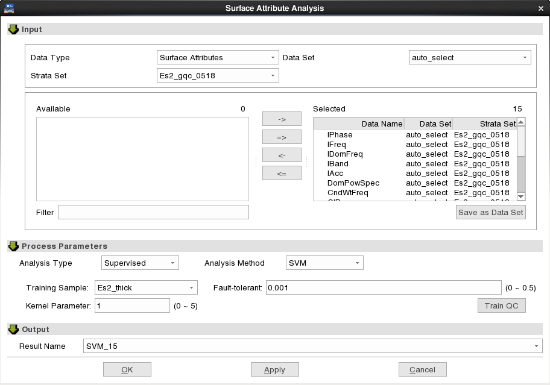 Surface Attribute Analysis
Input
Data Type Surface Attributes Data Set auto_select
Strata Set Es2_gqc_0518
Available 0 Selected 15
-> => <- <=
Data Name Data Set Strata Set
IPhase auto_select Es2_gqc_0518
IFreq auto_select Es2_gqc_0518
IDomFreq auto_select Es2_gqc_0518
IBand auto_select Es2_gqc_0518
IAcc auto_select Es2_gqc_0518
DomPowSpec auto_select Es2_gqc_0518
CndWtFreq auto_select Es2_gqc_0518
Filter Save as Data Set
Process Parameters
Analysis Type Supervised Analysis Method SVM
Training Sample: Es2_thick Fault-tolerant: 0.001 (0 ~ 0.5)
Kernel Parameter: 1 (0 ~ 5) Train QC
Output
Result Name SVM_15
OK Apply Cancel